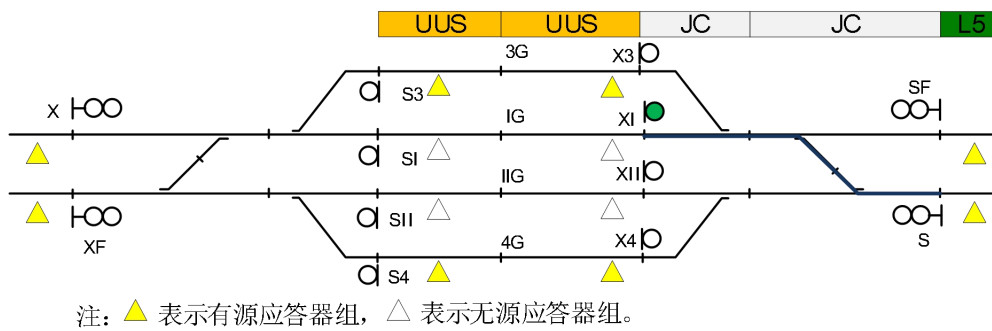 UUS UUS JC JC L5
3G X3
X S3 SF
IG XI
SI
IIG XII
XF SII S
4G X4
S4
注： 表示有源应答器组， 表示无源应答器组。